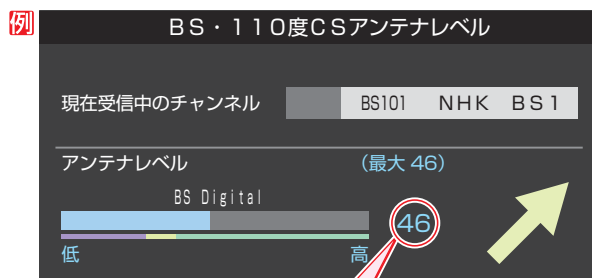 例
BS・110度CSアンテナレベル
現在受信中のチャンネル BS101 NHK BS1
アンテナレベル (最大 46)
BS Digital
46
低 高